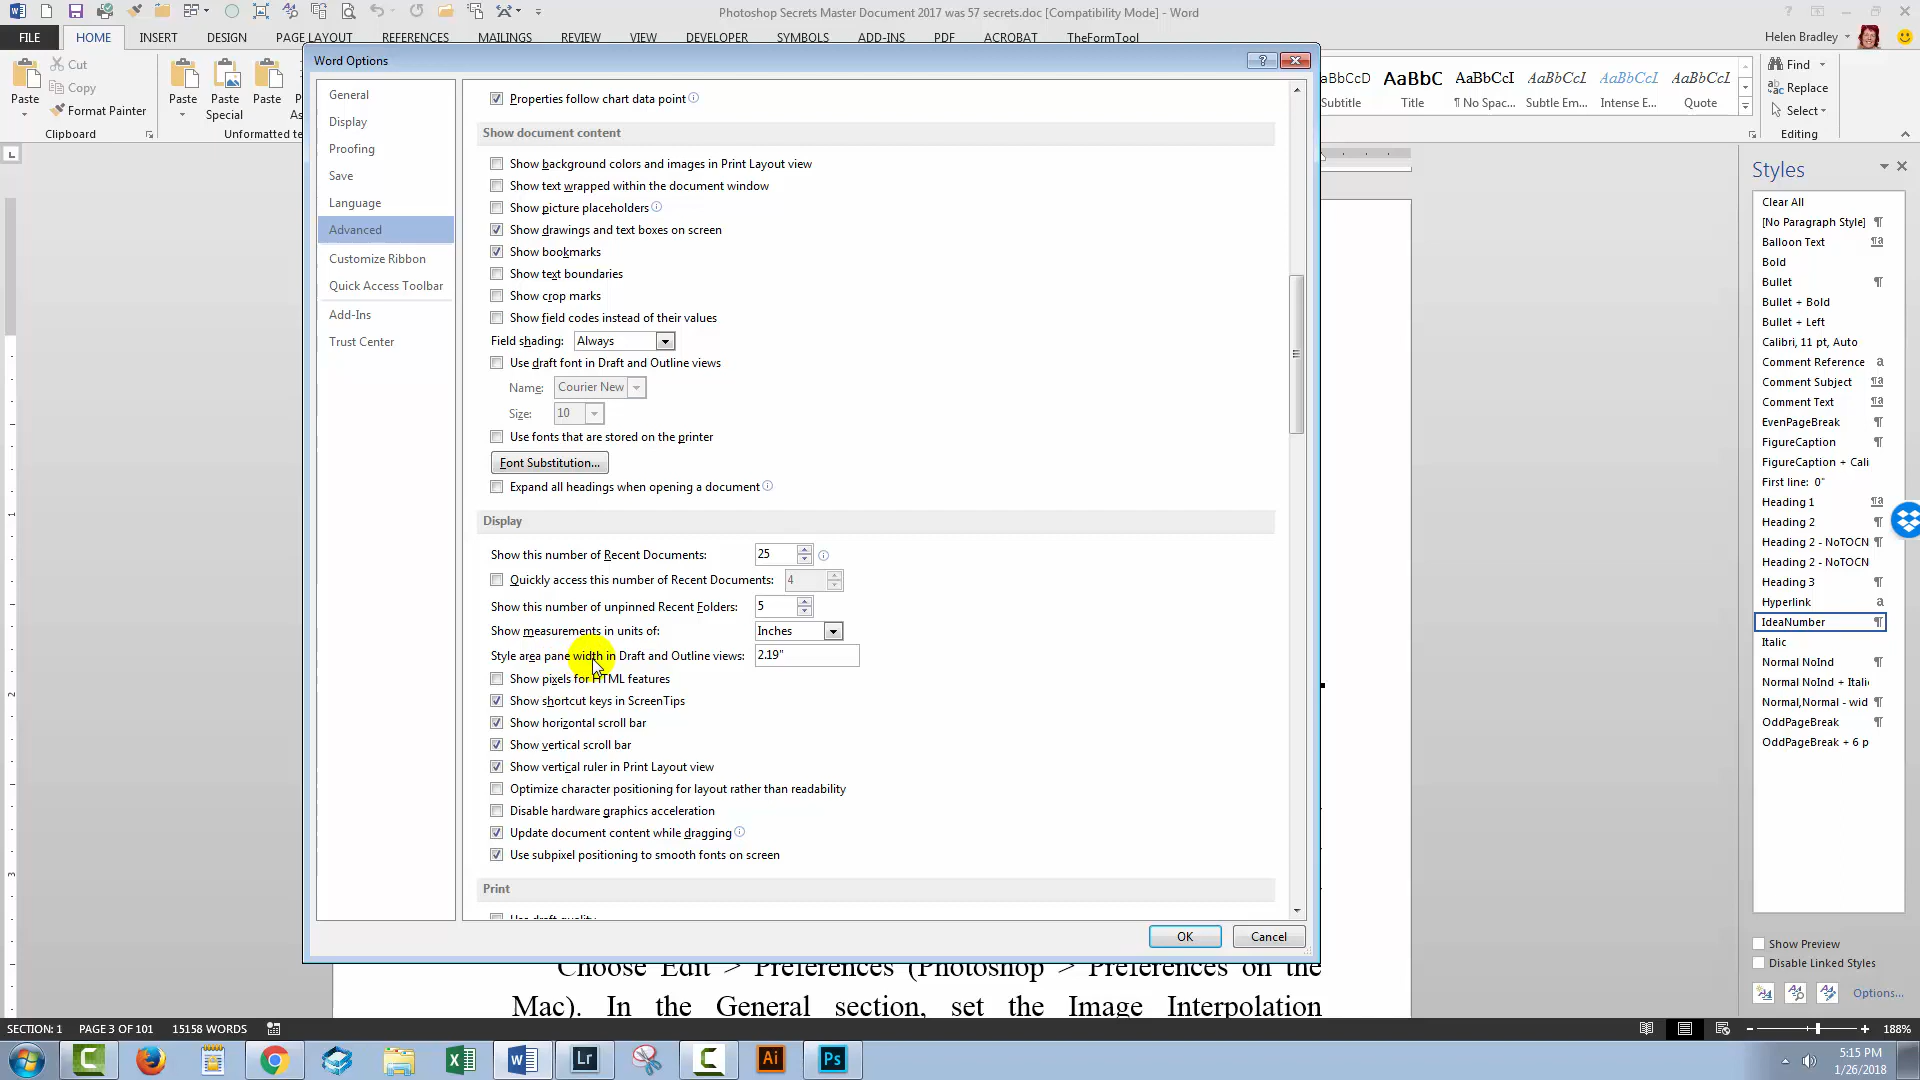 Photoshop Secrets Master Document 2017 was 57 secrets.doc [Compatibility Mode] - Word
FILE HOME INSERT DESIGN PAGE LAYOUT REFERENCES MAILINGS REVIEW VIEW DEVELOPER SYMBOLS ADD-INS PDF ACROBAT TheFormTool Helen Bradley
Cut
Copy
Format Painter
Paste
Clipboard
Paste
Paste Special
Paste
Unformatted te
Word Options
General
Display
Proofing
Save
Language
Advanced
Customize Ribbon
Quick Access Toolbar
Add-Ins
Trust Center
Properties follow chart data point
Show document content
Show background colors and images in Print Layout view
Show text wrapped within the document window
Show picture placeholders
Show drawings and text boxes on screen
Show bookmarks
Show text boundaries
Show crop marks
Show field codes instead of their values
Field shading: Always
Use draft font in Draft and Outline views
Name: Courier New
Size: 10
Use fonts that are stored on the printer
Font Substitution...
Expand all headings when opening a document
Display
Show this number of Recent Documents: 25
Quickly access this number of Recent Documents: 4
Show this number of unpinned Recent Folders: 5
Show measurements in units of: Inches
Style area pane width in Draft and Outline views: 2.19"
Show pixels for HTML features
Show shortcut keys in ScreenTips
Show horizontal scroll bar
Show vertical scroll bar
Show vertical ruler in Print Layout view
Optimize character positioning for layout rather than readability
Disable hardware graphics acceleration
Update document content while dragging
Use subpixel positioning to smooth fonts on screen
Print
Use draft quality
OK Cancel
aBbCcD AaBbC AaBbCcI AaBbCcI AaBbCcI AaBbCcI
Subtitle Title ¶ No Spac... Subtle Em... Intense E... Quote
Find
Replace
Select
Editing
Styles
Clear All
[No Paragraph Style] ¶
Balloon Text ¶a
Bold
Bullet ¶
Bullet + Bold
Bullet + Left
Calibri, 11 pt, Auto
Comment Reference a
Comment Subject ¶a
Comment Text ¶a
EvenPageBreak ¶
FigureCaption ¶
FigureCaption + Cali
First line: 0"
Heading 1 ¶a
Heading 2 ¶
Heading 2 - NoTOCN ¶
Heading 2 - NoTOCN
Heading 3 ¶
Hyperlink a
IdeaNumber ¶
Italic
Normal NoInd ¶
Normal NoInd + Itali
Normal,Normal - wid ¶
OddPageBreak ¶
OddPageBreak + 6 p
Show Preview
Disable Linked Styles
Options...
1
2
3
Choose Edit > Preferences (Photoshop > Preferences on the
Mac). In the General section, set the Image Interpolation
SECTION: 1 PAGE 3 OF 101 15158 WORDS 188%
Lr Ai Ps
5:15 PM
1/26/2018